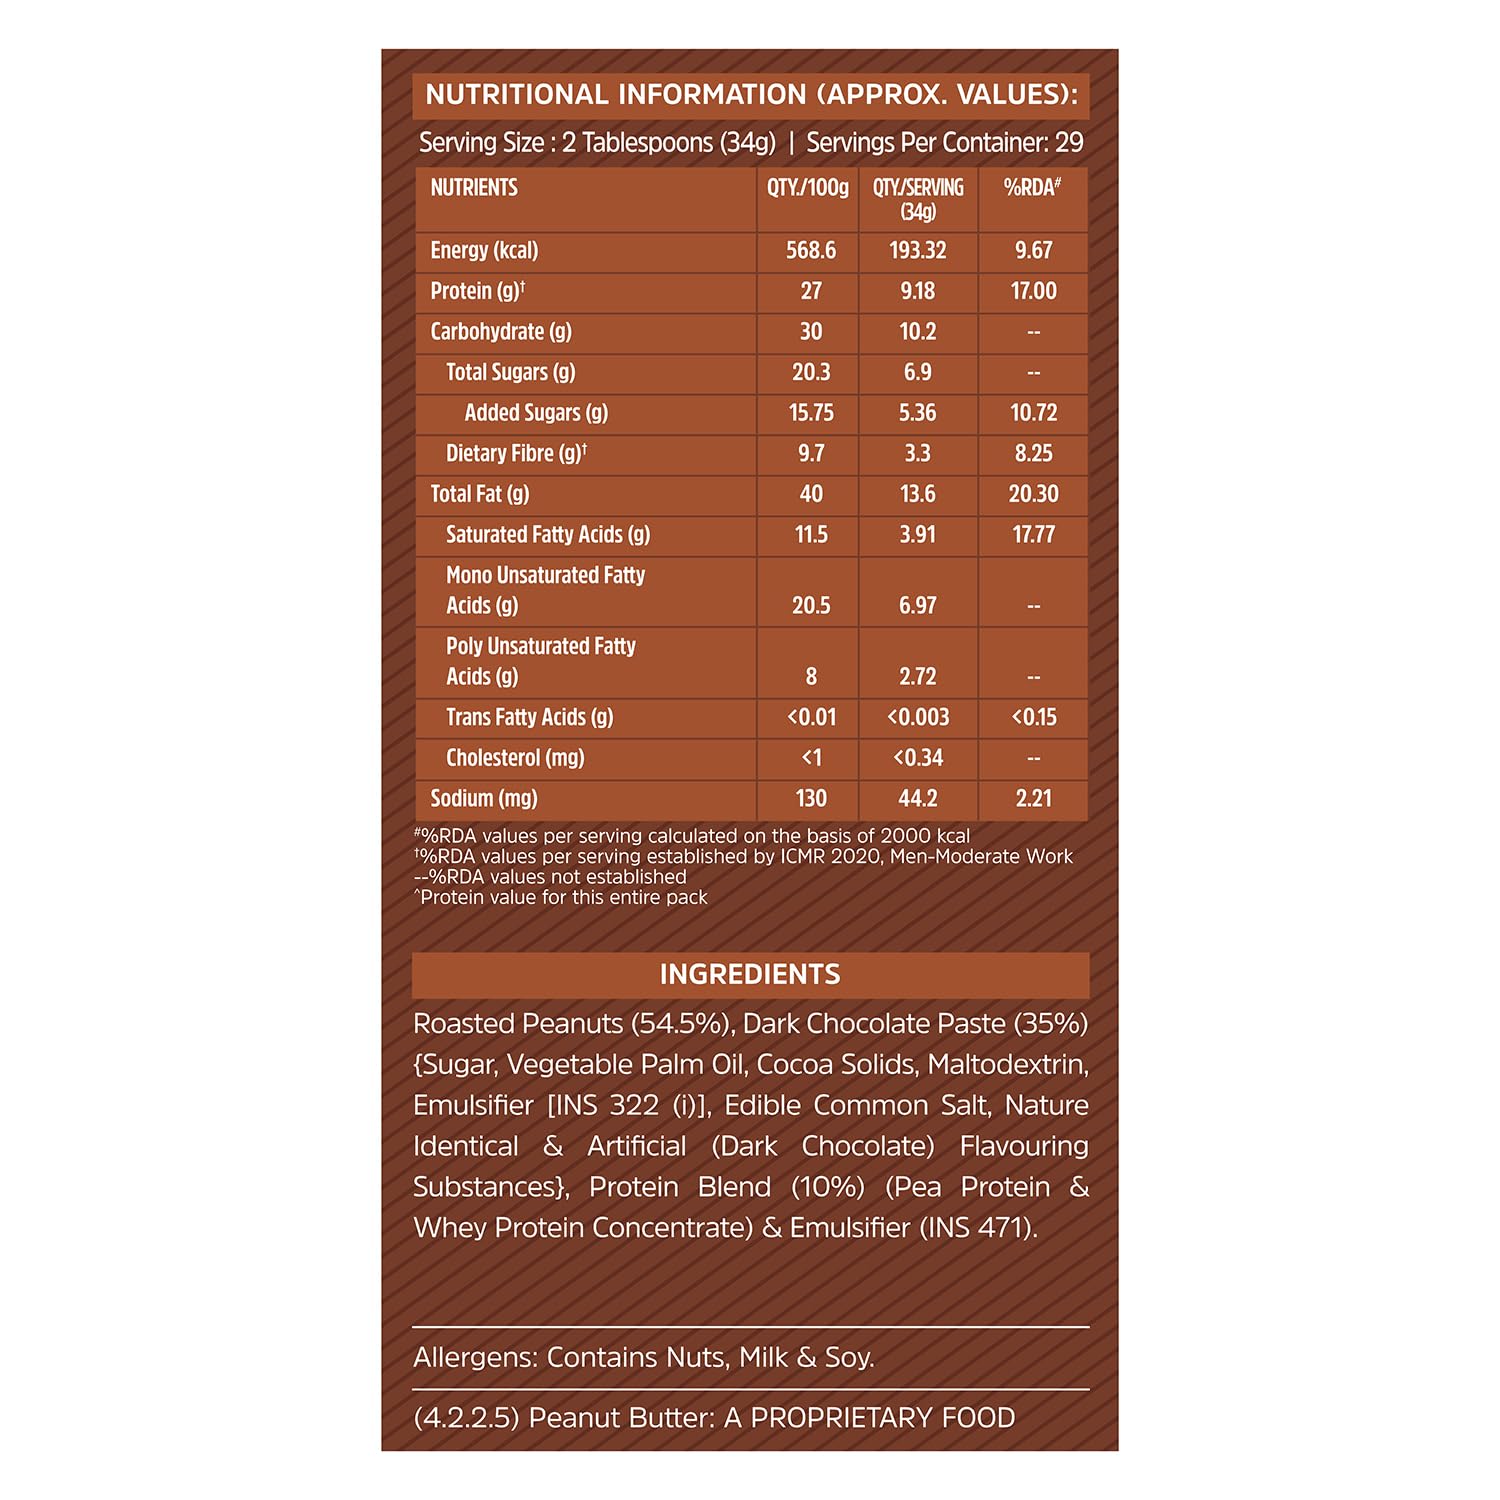 NUTRITIONAL INFORMATION (APPROX. VALUES):
Serving Size : 2 Tablespoons (34g) | Servings Per Container: 29
NUTRIENTS QTY./100g QTY./SERVING (34g) %RDA#
Energy (kcal) 568.6 193.32 9.67
Protein (g)† 27 9.18 17.00
Carbohydrate (g) 30 10.2 --
Total Sugars (g) 20.3 6.9 --
Added Sugars (g) 15.75 5.36 10.72
Dietary Fibre (g)† 9.7 3.3 8.25
Total Fat (g) 40 13.6 20.30
Saturated Fatty Acids (g) 11.5 3.91 17.77
Mono Unsaturated Fatty
Acids (g) 20.5 6.97 --
Poly Unsaturated Fatty
Acids (g) 8 2.72 --
Trans Fatty Acids (g) <0.01 <0.003 <0.15
Cholesterol (mg) <1 <0.34 --
Sodium (mg) 130 44.2 2.21
#%RDA values per serving calculated on the basis of 2000 kcal
†%RDA values per serving established by ICMR 2020, Men-Moderate Work
--%RDA values not established
^Protein value for this entire pack
INGREDIENTS
Roasted Peanuts (54.5%), Dark Chocolate Paste (35%)
{Sugar, Vegetable Palm Oil, Cocoa Solids, Maltodextrin,
Emulsifier [INS 322 (i)], Edible Common Salt, Nature
Identical & Artificial (Dark Chocolate) Flavouring
Substances}, Protein Blend (10%) (Pea Protein &
Whey Protein Concentrate) & Emulsifier (INS 471).
Allergens: Contains Nuts, Milk & Soy.
(4.2.2.5) Peanut Butter: A PROPRIETARY FOOD